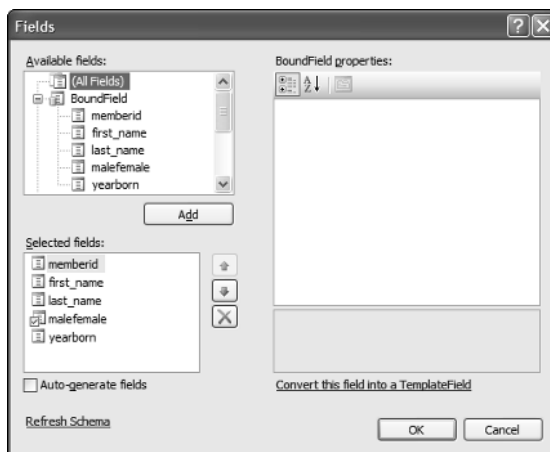 Fields
Available fields:
(All Fields)
BoundField
memberid
first_name
last_name
malefemale
yearborn
Add
Selected fields:
memberid
first_name
last_name
malefemale
yearborn
Auto-generate fields
Refresh Schema
BoundField properties:
Convert this field into a TemplateField
OK
Cancel